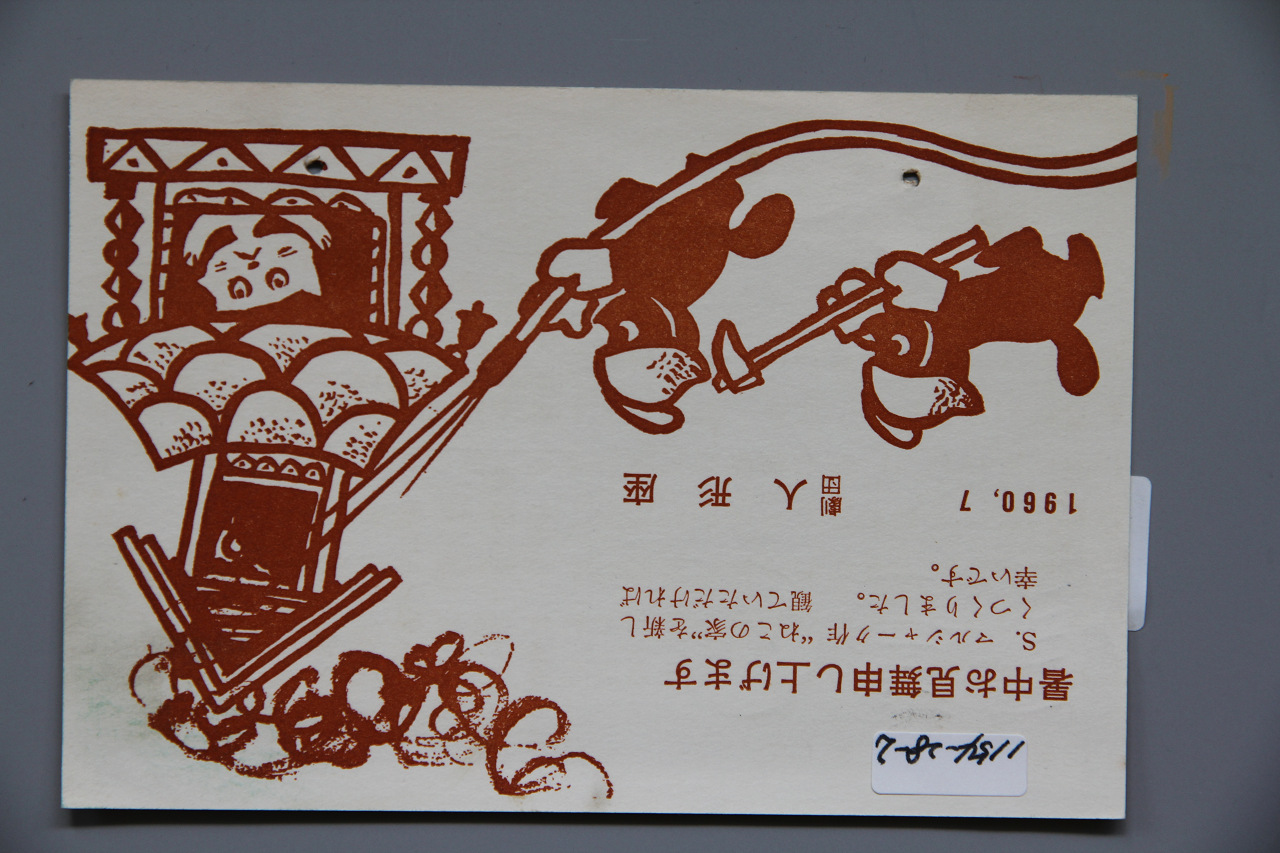 1154-28-2
暑中お見舞申し上げます
S. マルシャーク作 “ねこの家”を新し
くつくりました。 観ていただければ
幸いです。
1960, 7 劇団 人形座